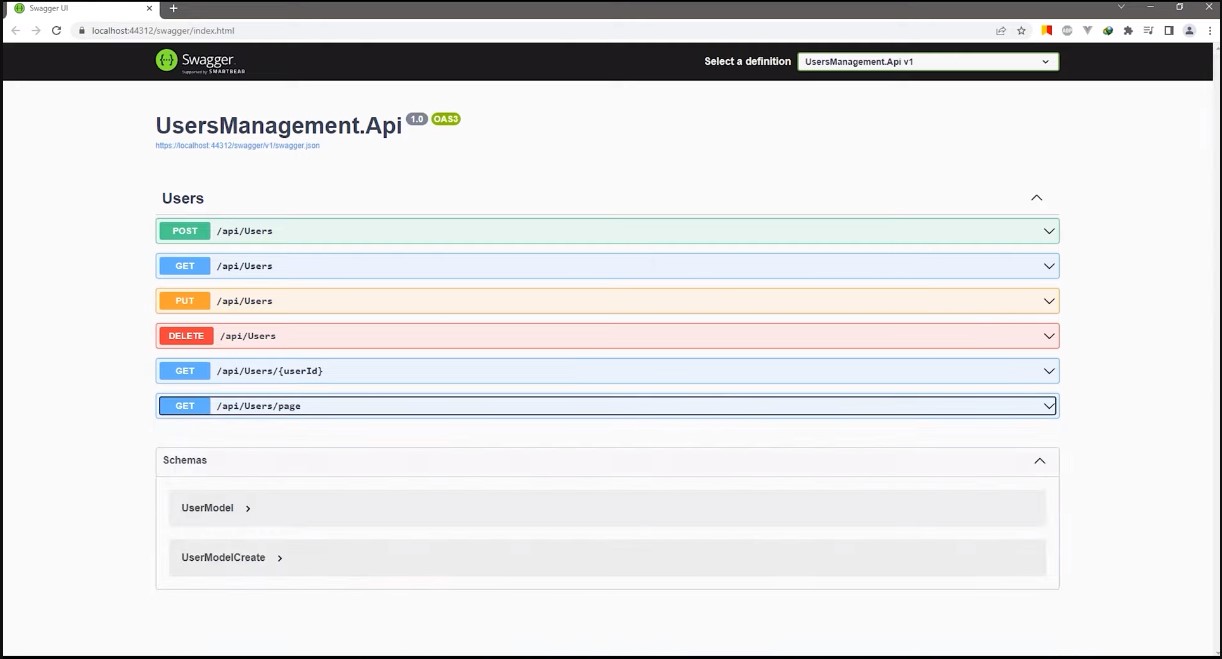 Swagger UI
localhost:44312/swagger/index.html
Swagger
Supported by SMARTBEAR
Select a definition
UsersManagement.Api v1
UsersManagement.Api 1.0 OAS3
https://localhost:44312/swagger/v1/swagger.json
Users
POST /api/Users
GET /api/Users
PUT /api/Users
DELETE /api/Users
GET /api/Users/{userId}
GET /api/Users/page
Schemas
UserModel
UserModelCreate